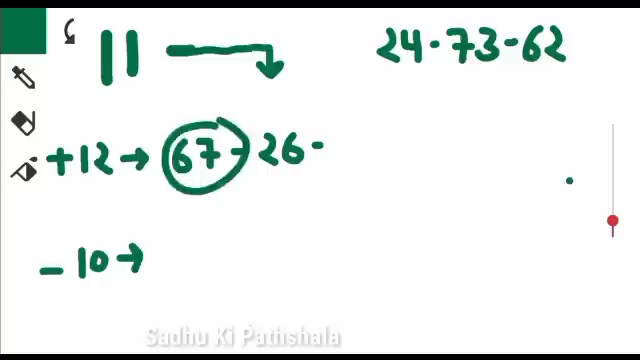 11 → 24-73-62
+12 → 67-26-
-10 →
Sadhu Ki Pathshala